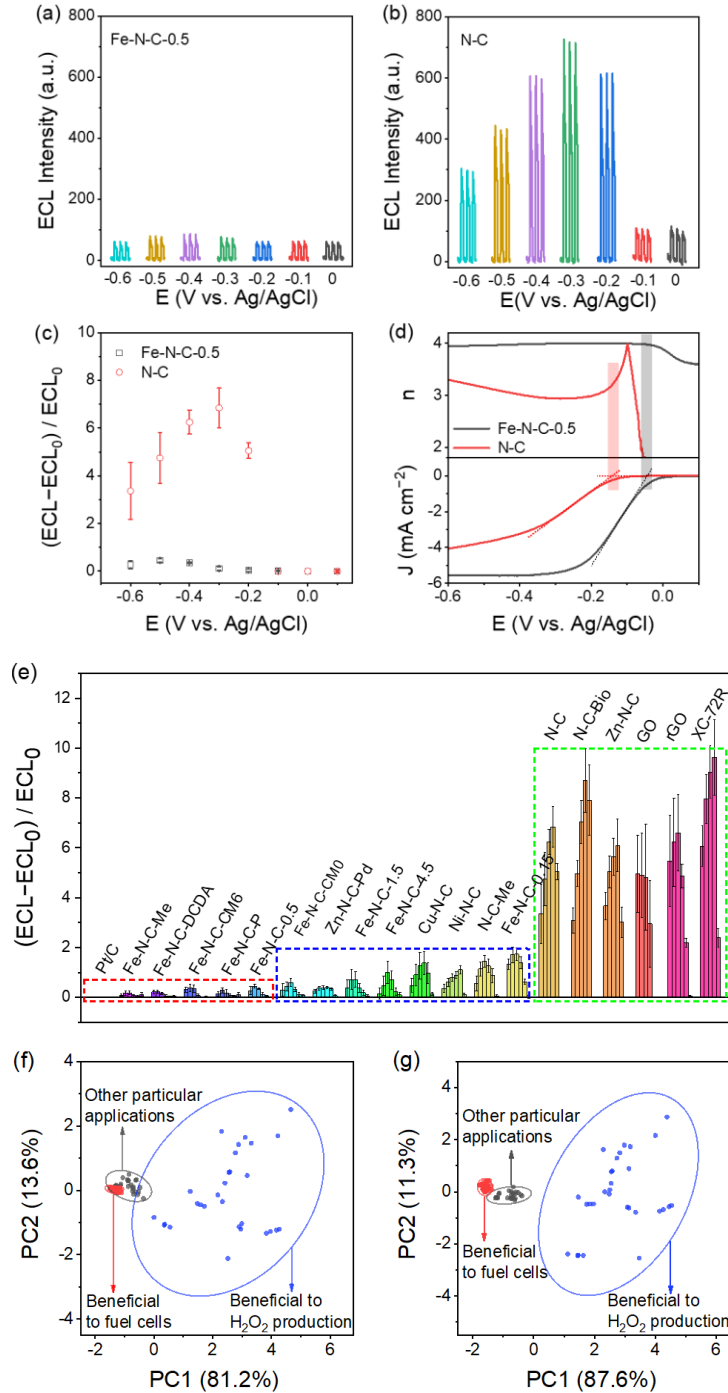 (a)
Fe-N-C-0.5
ECL Intensity (a.u.)
800
600
400
200
0
-0.6 -0.5 -0.4 -0.3 -0.2 -0.1 0
E (V vs. Ag/AgCl)
(b)
N-C
ECL Intensity (a.u.)
800
600
400
200
0
-0.6 -0.5 -0.4 -0.3 -0.2 -0.1 0
E (V vs. Ag/AgCl)
(c)
Fe-N-C-0.5
N-C
(ECL−ECL₀) / ECL₀
10
8
6
4
2
0
-0.6 -0.4 -0.2 0.0
E (V vs. Ag/AgCl)
(d)
n
4
3
2
Fe-N-C-0.5
N-C
J (mA cm⁻²)
0
-2
-4
-6
-0.6 -0.4 -0.2 0.0
E (V vs. Ag/AgCl)
(e)
(ECL−ECL₀) / ECL₀
12
10
8
6
4
2
0
Pt/C
Fe-N-C-Me
Fe-N-C-DCDA
Fe-N-C-CM6
Fe-N-C-P
Fe-N-C-0.5
Fe-N-C-CM0
Zn-N-C-Pd
Fe-N-C-1.5
Fe-N-C-4.5
Cu-N-C
Ni-N-C
N-C-Me
Fe-N-C-0.15
N-C
N-C-Bio
Zn-N-C
GO
rGO
XC-72R
(f)
PC2 (13.6%)
4
2
0
-2
-4
Other particular
applications
Beneficial
to fuel cells
Beneficial to
H₂O₂ production
-2 0 2 4 6
PC1 (81.2%)
(g)
PC2 (11.3%)
4
2
0
-2
-4
Other particular
applications
Beneficial
to fuel cells
Beneficial to
H₂O₂ production
-2 0 2 4 6
PC1 (87.6%)